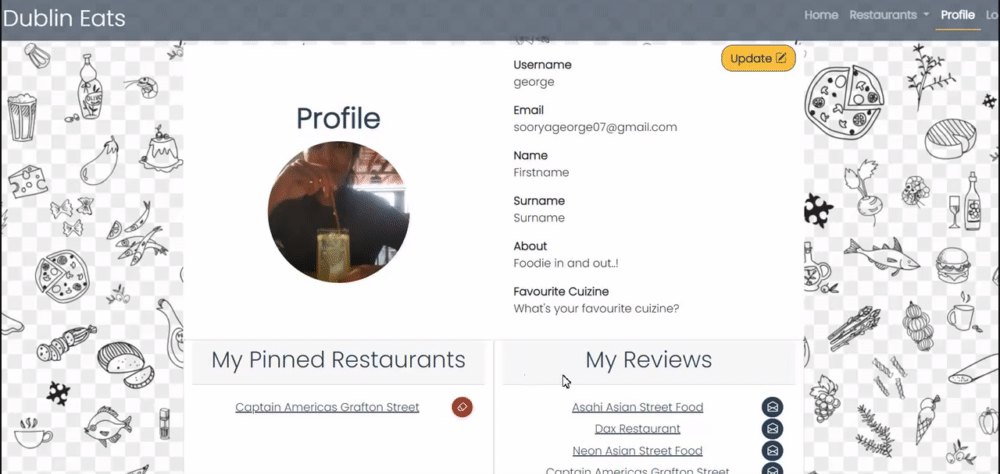 Dublin Eats
Home Restaurants Profile Lo
Update
Profile
Username
george
Email
sooryageorge07@gmail.com
Name
Firstname
Surname
Surname
About
Foodie in and out..!
Favourite Cuizine
What's your favourite cuizine?
My Pinned Restaurants
Captain Americas Grafton Street
My Reviews
Asahi Asian Street Food
Dax Restaurant
Neon Asian Street Food
Captain Americas Grafton Street